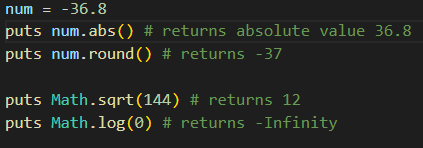 num = -36.8
puts num.abs() # returns absolute value 36.8
puts num.round() # returns -37
puts Math.sqrt(144) # returns 12
puts Math.log(0) # returns -Infinity